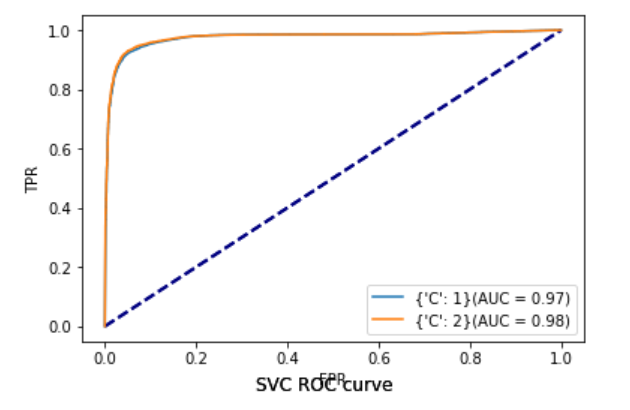 1.0
0.8
0.6
0.4
0.2
0.0
TPR
{'C': 1}(AUC = 0.97)
{'C': 2}(AUC = 0.98)
0.0 0.2 0.4 0.6 0.8 1.0
FPR
SVC ROC curve